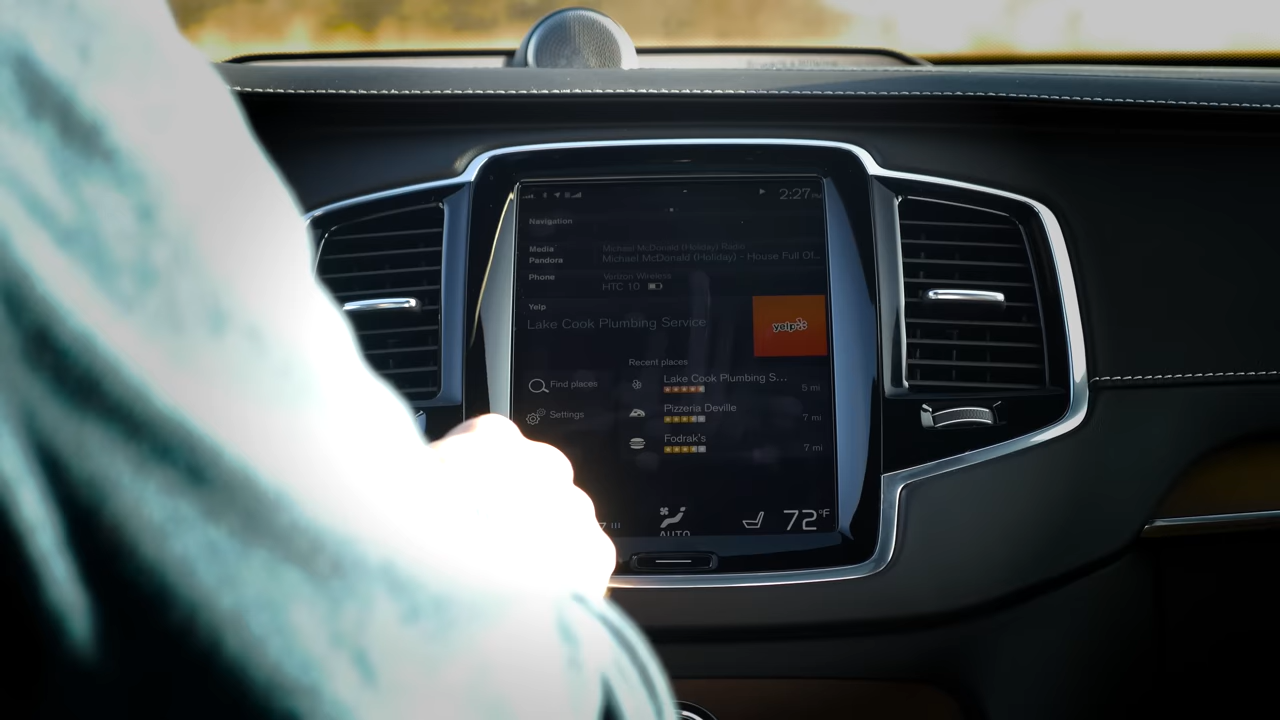 2:27PM
Navigation
Media
Michael McDonald (Holiday) Radio
Pandora
Michael McDonald (Holiday) - House Full Of...
Phone
Verizon Wireless
HTC 10
Yelp
Lake Cook Plumbing Service
yelp
Recent places
Find places
Lake Cook Plumbing S...
5 mi
Settings
Pizzeria Deville
7 mi
Fodrak's
7 mi
AUTO
72°F